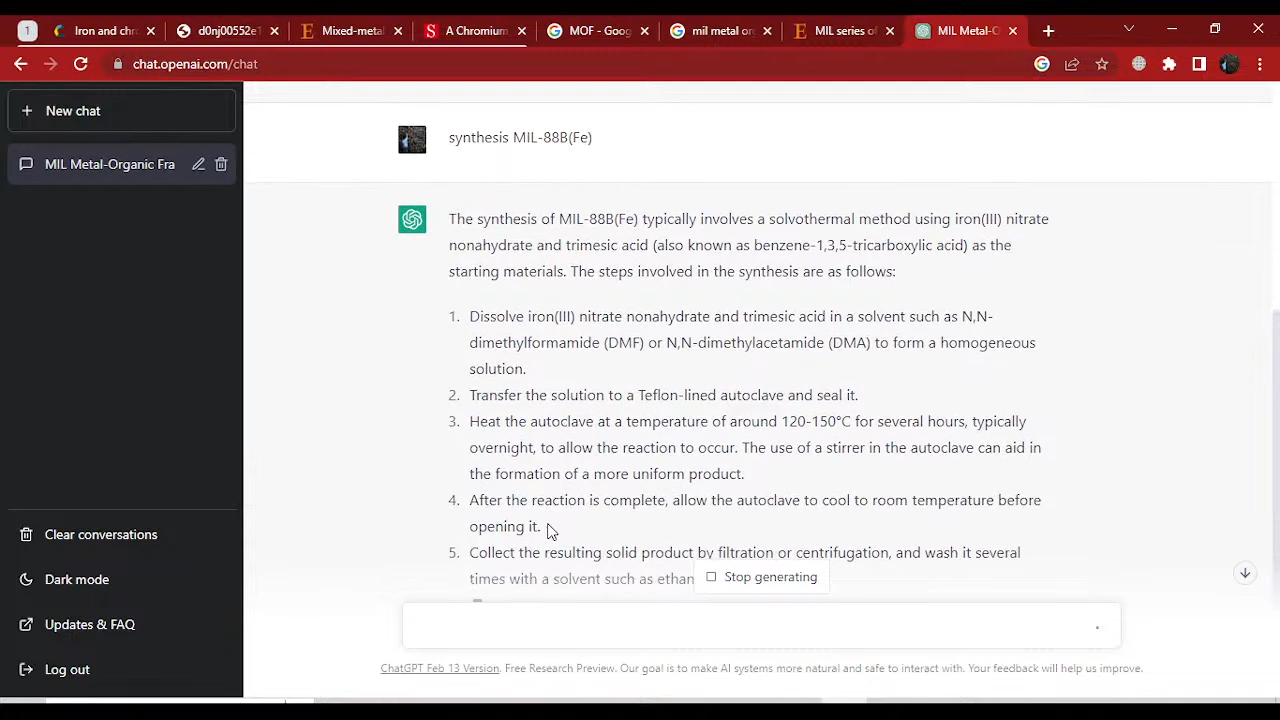 1
Iron and chr
d0nj00552e1
Mixed-metal
A Chromium
MOF - Goog
mil metal or
MIL series of
MIL Metal-O
chat.openai.com/chat
New chat
MIL Metal-Organic Fra
Clear conversations
Dark mode
Updates & FAQ
Log out
synthesis MIL-88B(Fe)
The synthesis of MIL-88B(Fe) typically involves a solvothermal method using iron(III) nitrate
nonahydrate and trimesic acid (also known as benzene-1,3,5-tricarboxylic acid) as the
starting materials. The steps involved in the synthesis are as follows:
1. Dissolve iron(III) nitrate nonahydrate and trimesic acid in a solvent such as N,N-
dimethylformamide (DMF) or N,N-dimethylacetamide (DMA) to form a homogeneous
solution.
2. Transfer the solution to a Teflon-lined autoclave and seal it.
3. Heat the autoclave at a temperature of around 120-150°C for several hours, typically
overnight, to allow the reaction to occur. The use of a stirrer in the autoclave can aid in
the formation of a more uniform product.
4. After the reaction is complete, allow the autoclave to cool to room temperature before
opening it.
5. Collect the resulting solid product by filtration or centrifugation, and wash it several
times with a solvent such as ethan
Stop generating
ChatGPT Feb 13 Version. Free Research Preview. Our goal is to make AI systems more natural and safe to interact with. Your feedback will help us improve.